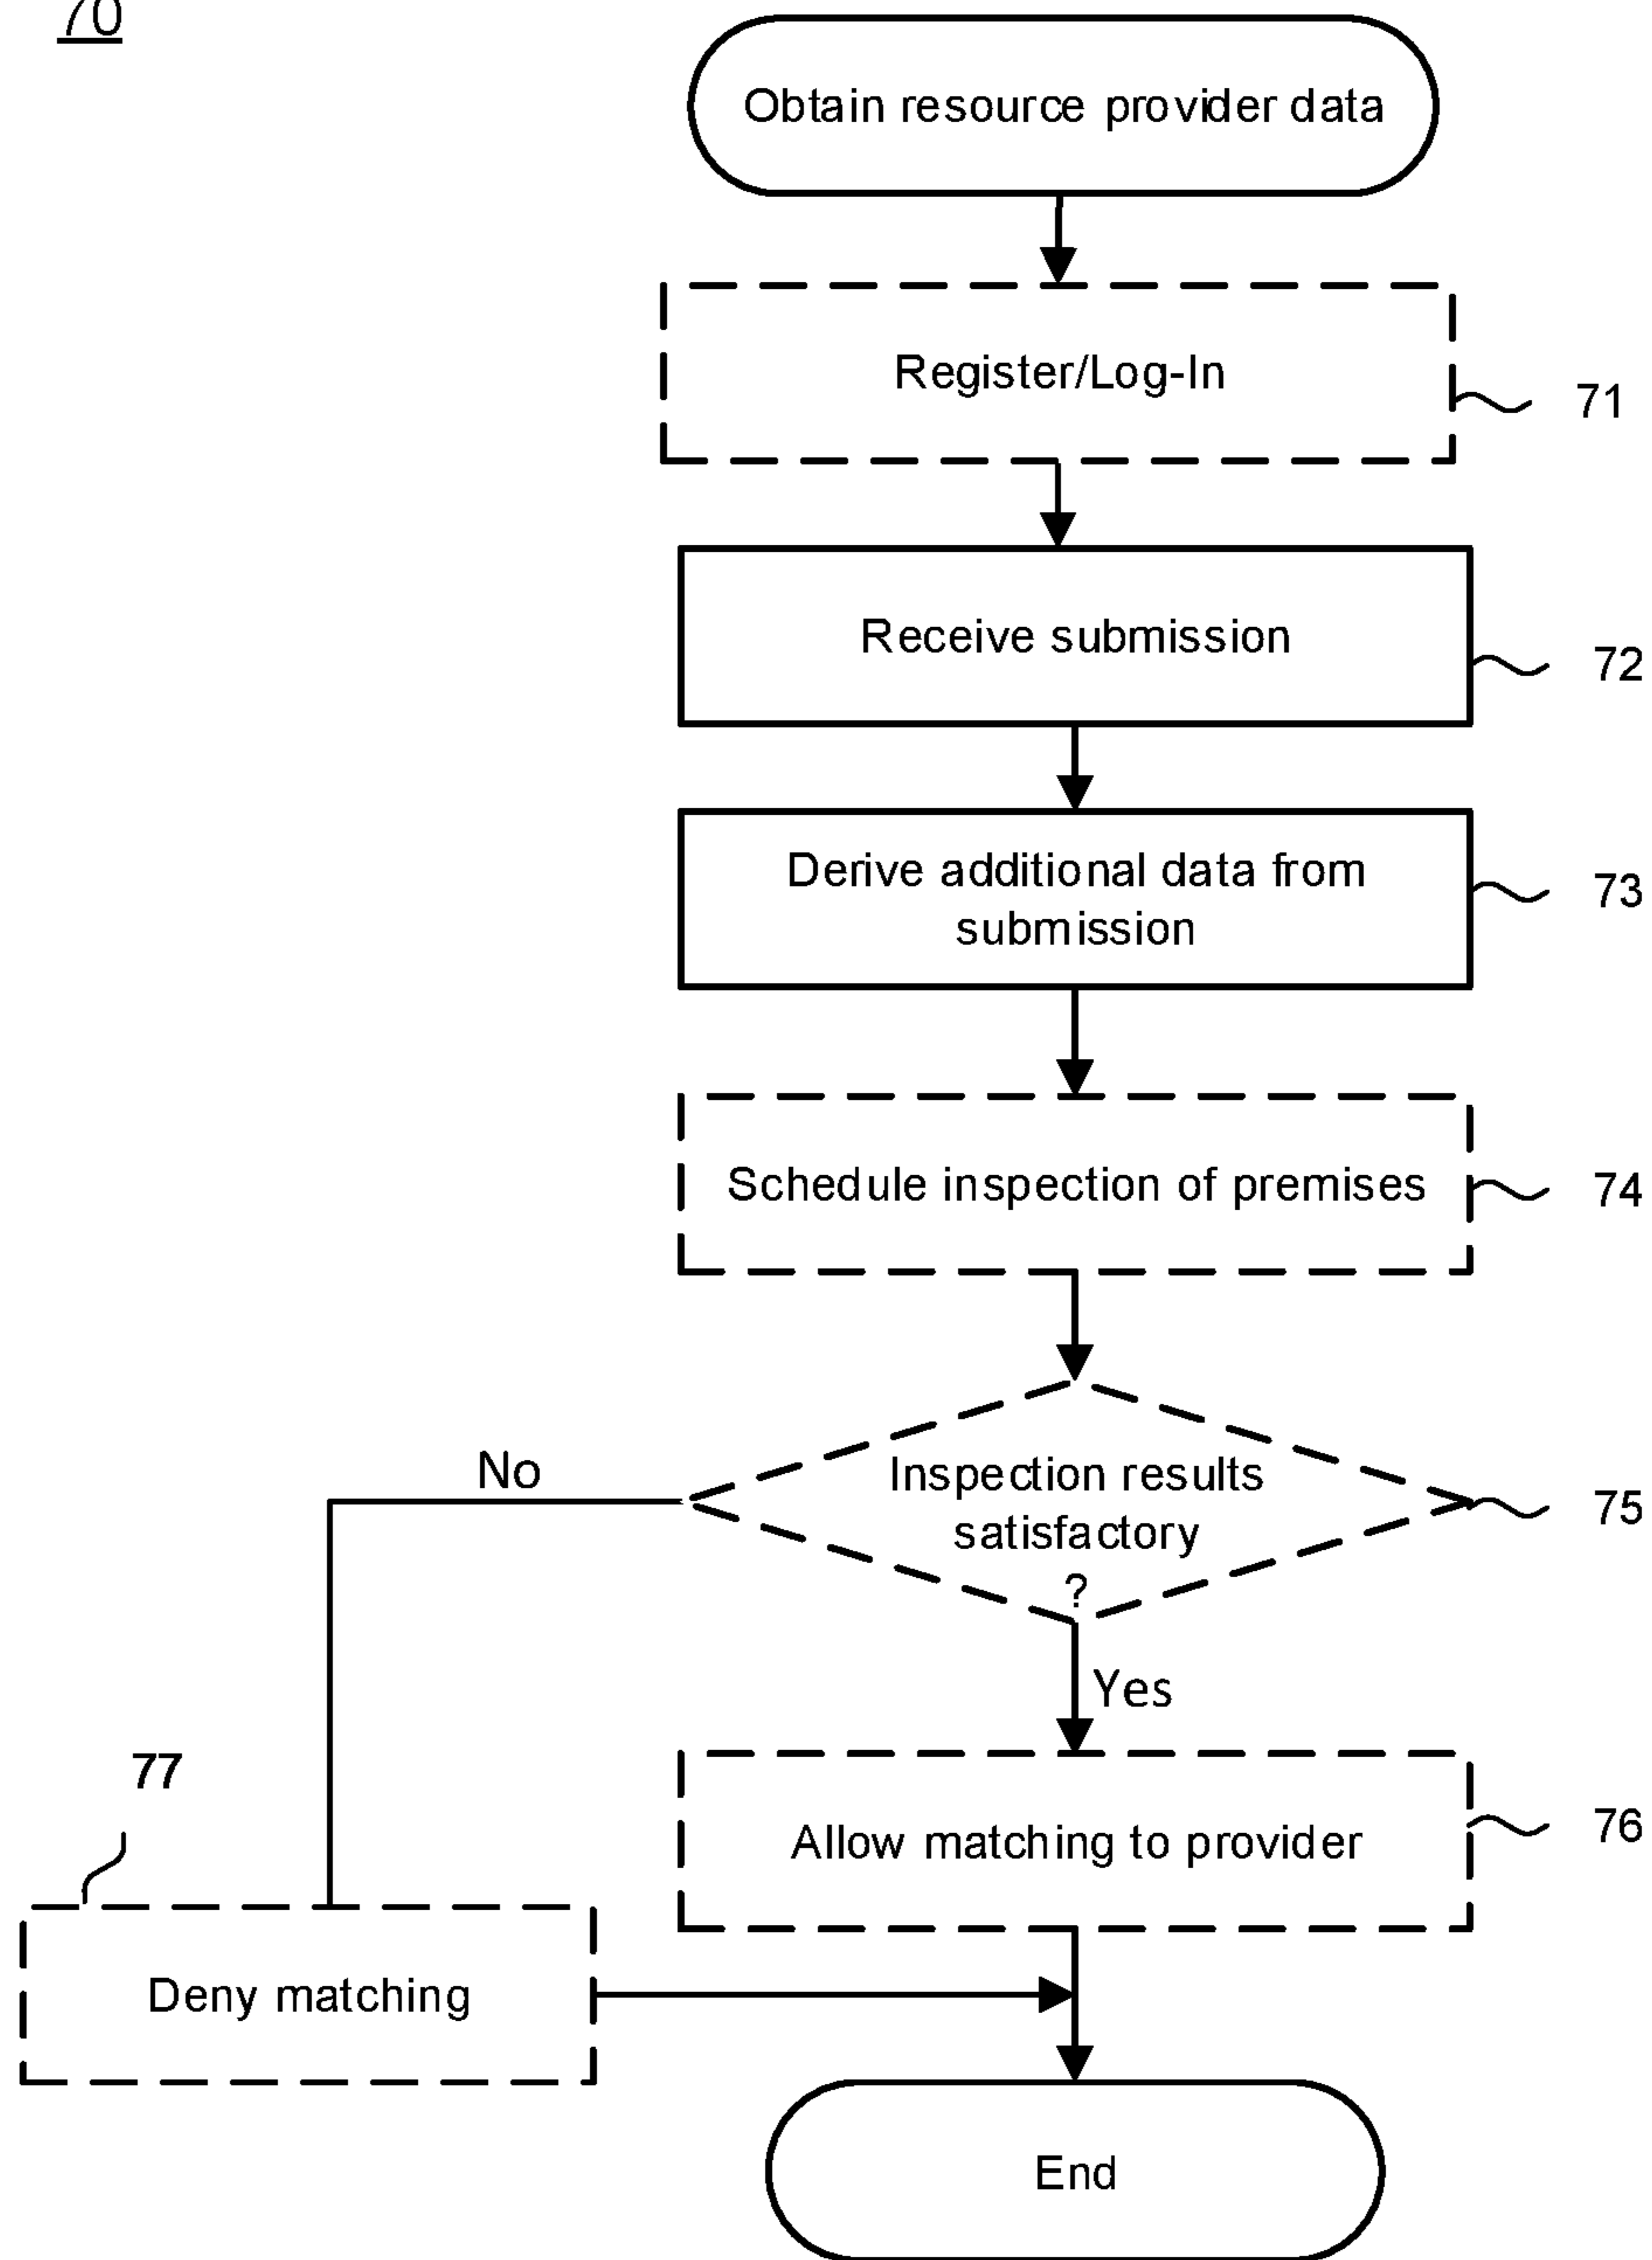 70
Obtain resource provider data
Register/Log-In
71
Receive submission
72
Derive additional data from
submission
73
Schedule inspection of premises
74
Inspection results
satisfactory
?
75
No
Yes
77
Allow matching to provider
76
Deny matching
End